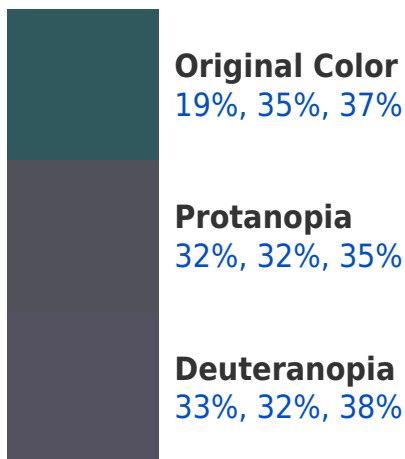 Original Color
19%, 35%, 37%
Protanopia
32%, 32%, 35%
Deuteranopia
33%, 32%, 38%